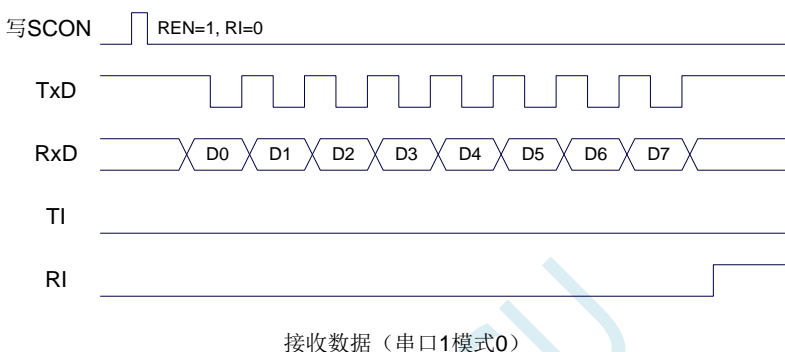 写SCON REN=1, RI=0
TxD
RxD D0 D1 D2 D3 D4 D5 D6 D7
TI
RI
接收数据（串口1模式0）